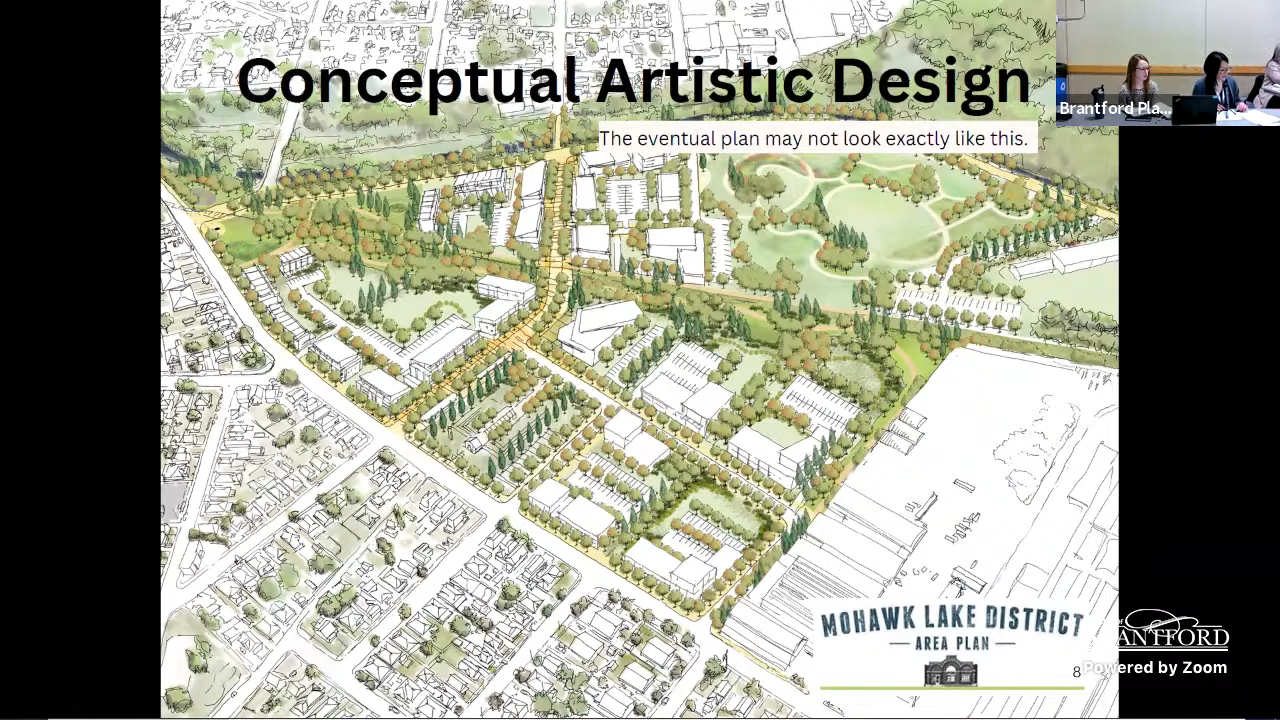 Conceptual Artistic Design
The eventual plan may not look exactly like this.
Brantford Pla...
MOHAWK LAKE DISTRICT
AREA PLAN
8
Powered by Zoom